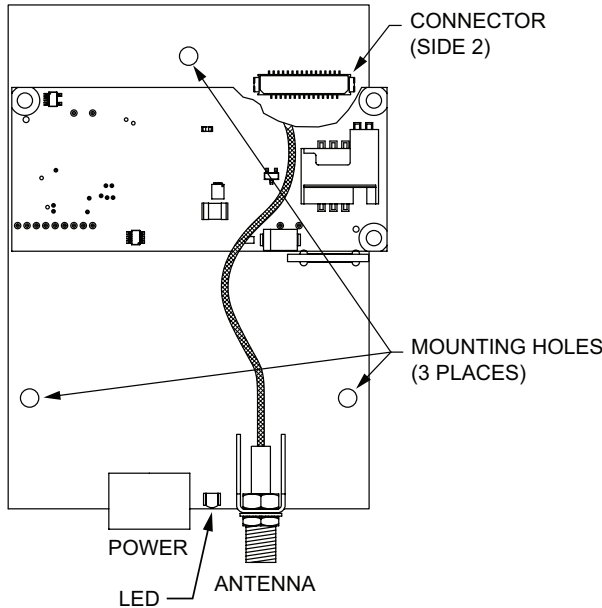 CONNECTOR
(SIDE 2)
MOUNTING HOLES
(3 PLACES)
POWER
LED
ANTENNA